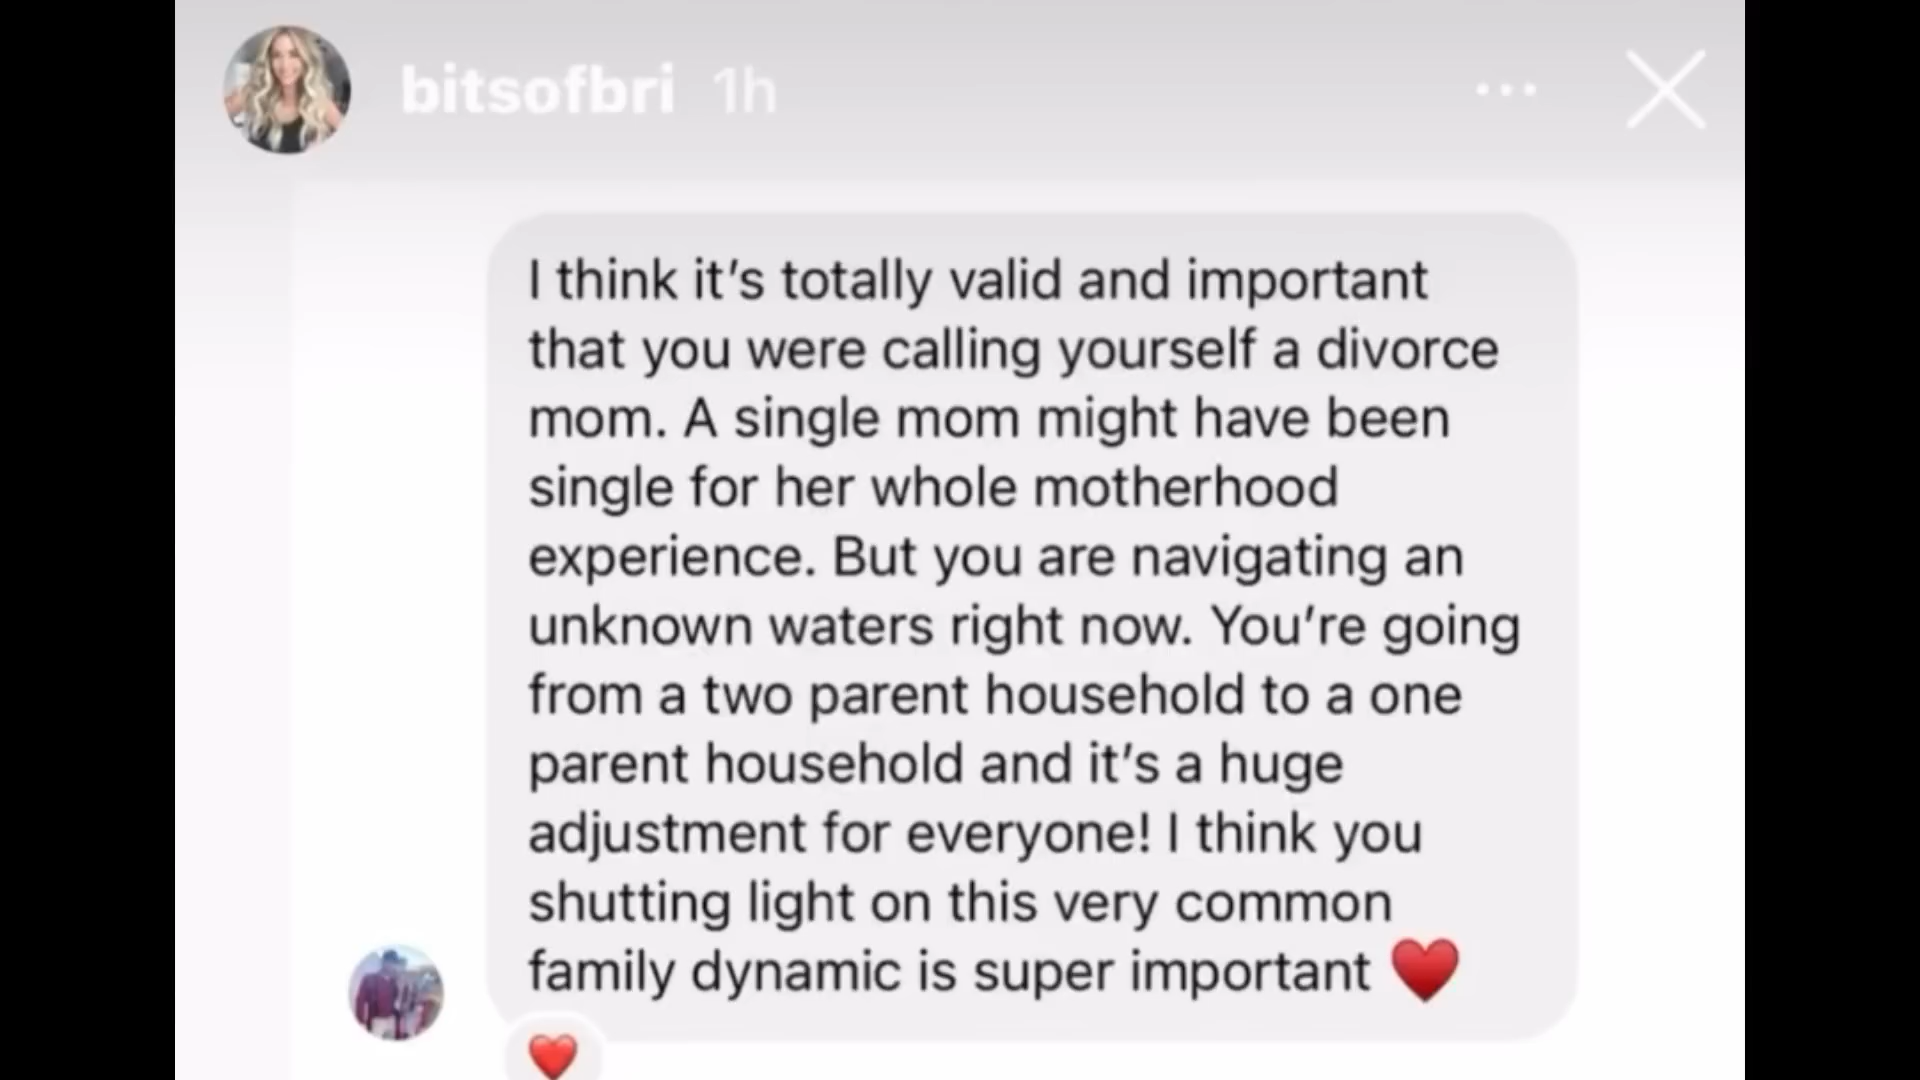 bitsofbri 1h
I think it's totally valid and important
that you were calling yourself a divorce
mom. A single mom might have been
single for her whole motherhood
experience. But you are navigating an
unknown waters right now. You're going
from a two parent household to a one
parent household and it's a huge
adjustment for everyone! I think you
shutting light on this very common
family dynamic is super important ♥️